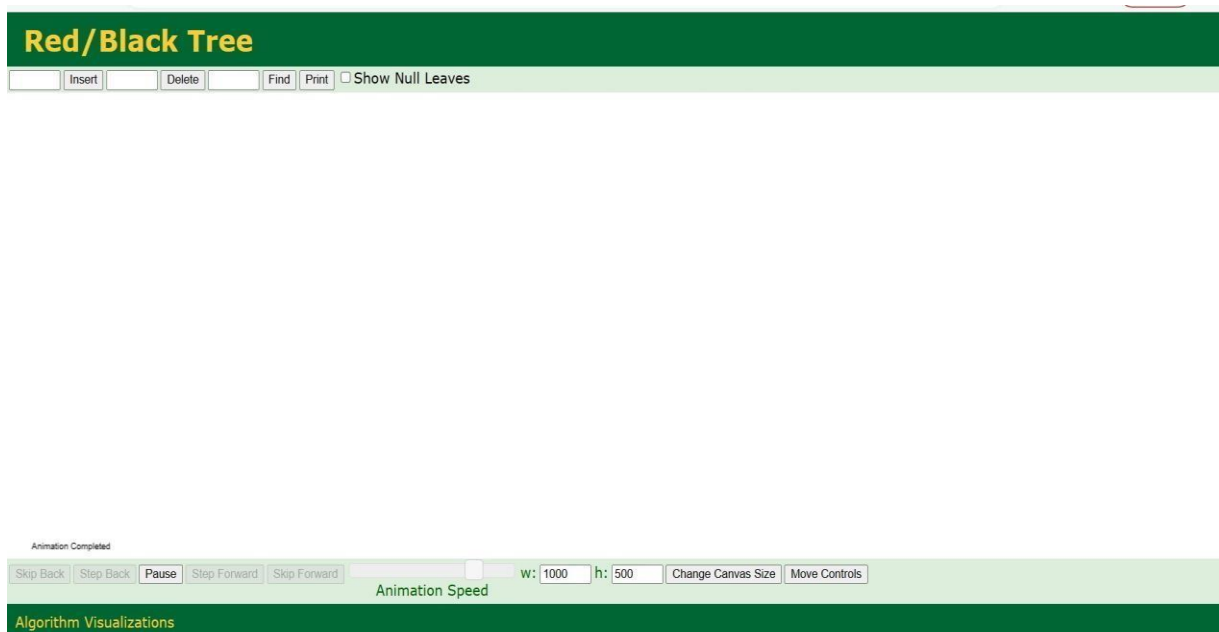 Red/Black Tree
Insert Delete Find Print Show Null Leaves
Animation Completed
Skip Back Step Back Pause Step Forward Skip Forward w: 1000 h: 500 Change Canvas Size Move Controls
Animation Speed
Algorithm Visualizations